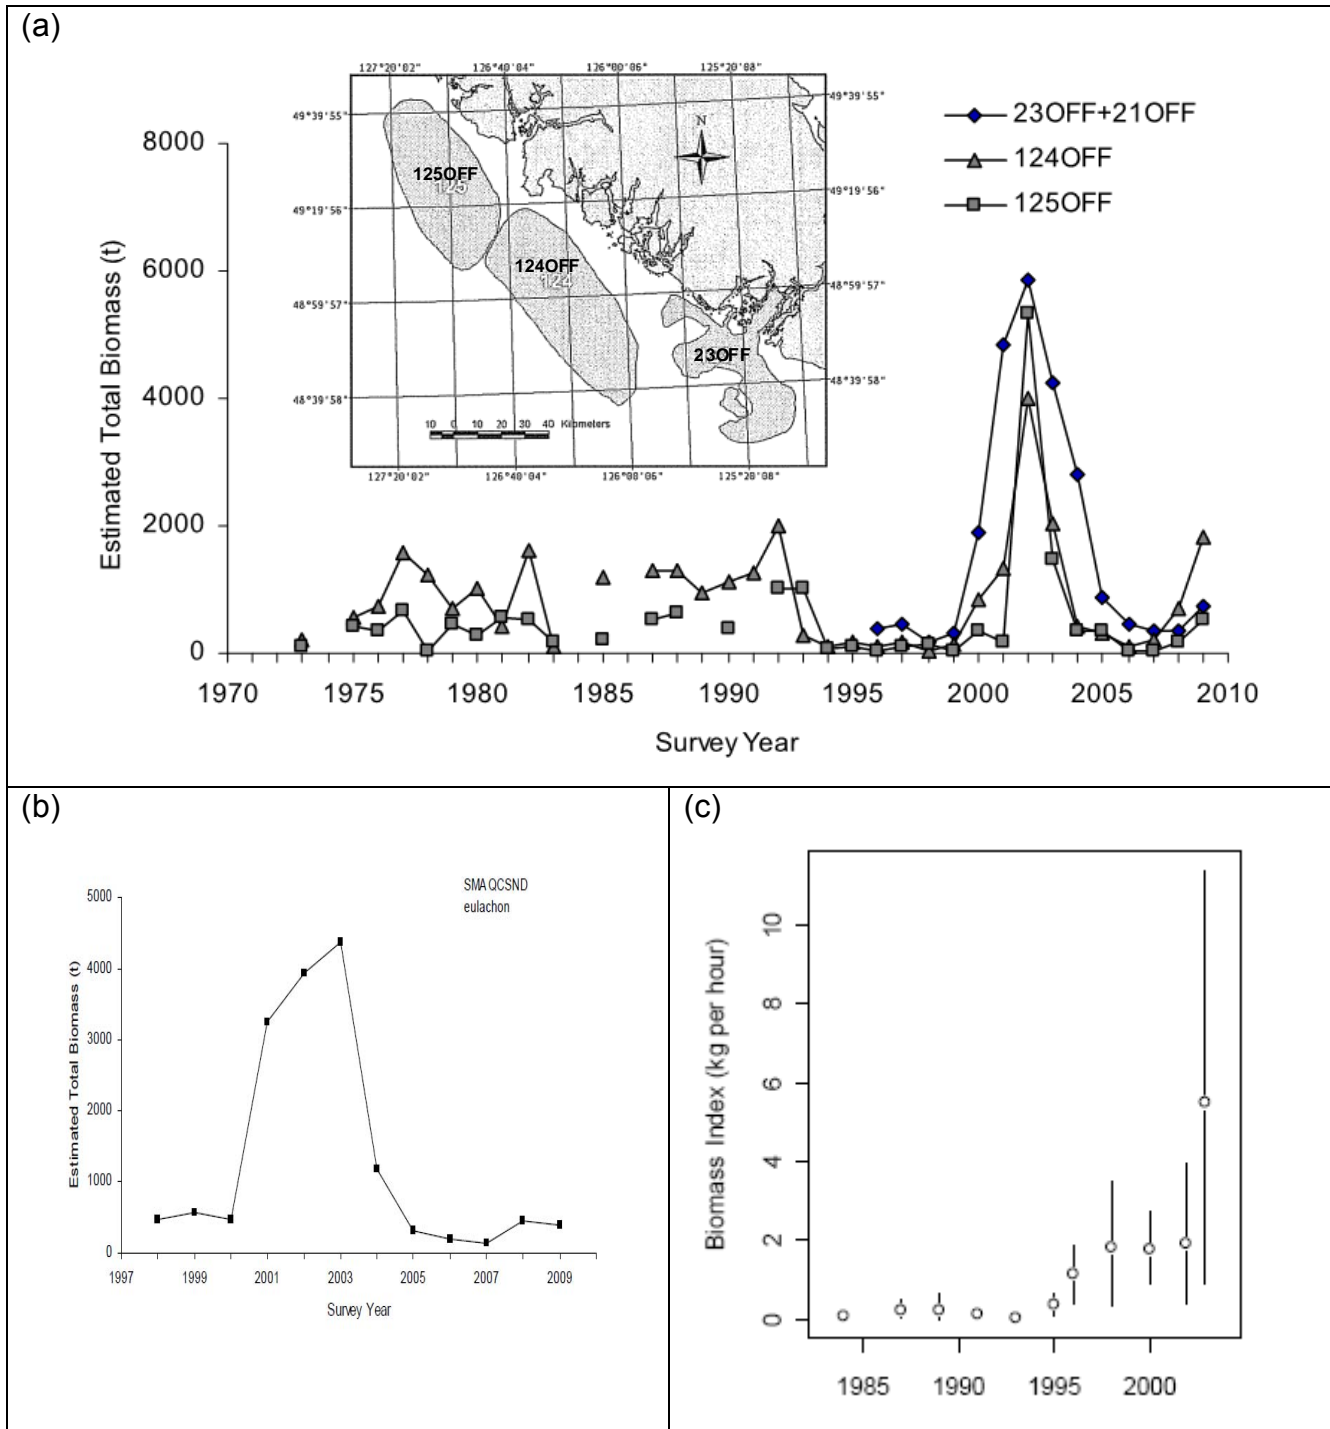 (a)
127°20'02" 126°40'04" 126°00'06" 125°20'08"
49°39'55" 49°39'55"
49°19'56" 49°19'56"
48°59'57" 48°59'57"
48°39'58" 48°39'58"
127°20'02" 126°40'04" 126°00'06" 125°20'08"
N
125OFF
125
124OFF
124
23OFF
10 0 10 20 30 40 Kilometers
23OFF+21OFF
124OFF
125OFF
Estimated Total Biomass (t)
8000
6000
4000
2000
0
1970 1975 1980 1985 1990 1995 2000 2005 2010
Survey Year
(b)
SMA QCSND
eulachon
Estimated Total Biomass (t)
5000
4000
3000
2000
1000
0
1997 1999 2001 2003 2005 2007 2009
Survey Year
(c)
Biomass Index (kg per hour)
10
8
6
4
2
0
1985 1990 1995 2000